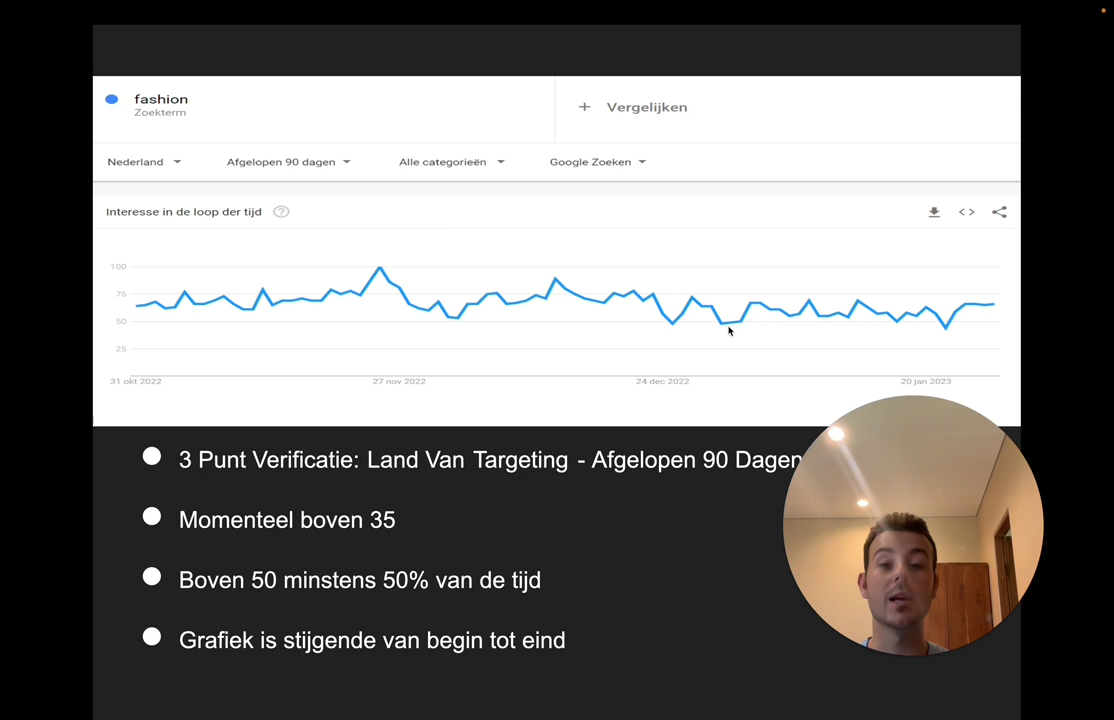 fashion
Zoekterm
+ Vergelijken
Nederland
Afgelopen 90 dagen
Alle categorieën
Google Zoeken
Interesse in de loop der tijd ?
100
75
50
25
31 okt 2022
27 nov 2022
24 dec 2022
20 jan 2023
3 Punt Verificatie: Land Van Targeting - Afgelopen 90 Dagen
Momenteel boven 35
Boven 50 minstens 50% van de tijd
Grafiek is stijgende van begin tot eind